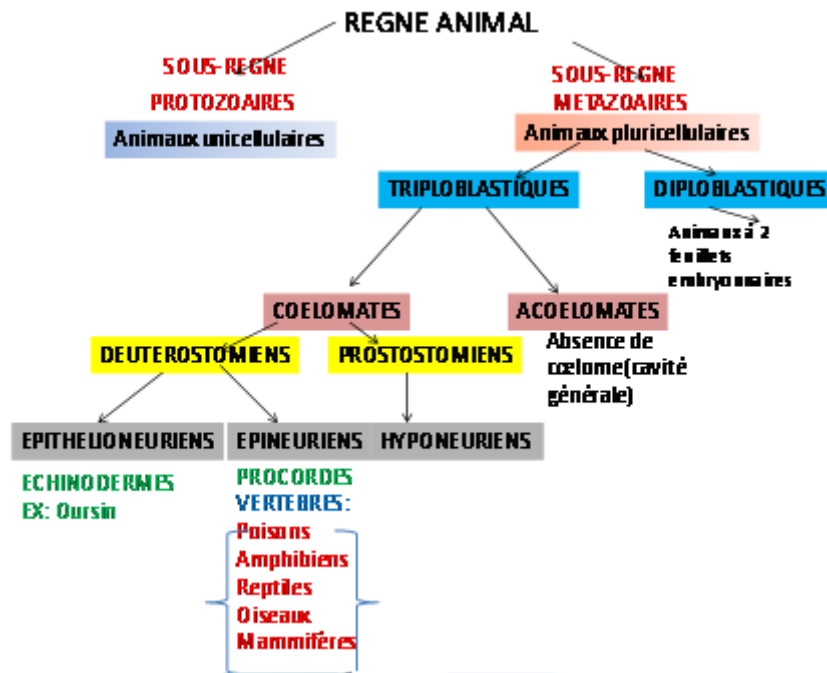 REGNE ANIMAL
SOUS-REGNE
PROTOZOAIRES
Animaux unicellulaires
SOUS-REGNE
METAZOAIRES
Animaux pluricellulaires
TRIPLOBLASTIQUES
DIPLOBLASTIQUES
Animaux à 2
feuillets
embryonnaires
COELOMATES
ACOELOMATES
Absence de
cœlome(cavité
générale)
DEUTEROSTOMIENS
PROSTOSTOMIENS
EPITHELIONEURIENS
EPINEURIENS
HYPONEURIENS
ECHINODERMES
EX: Oursin
PROCORDES
VERTEBRES:
Poisons
Amphibiens
Reptiles
Oiseaux
Mammiféres